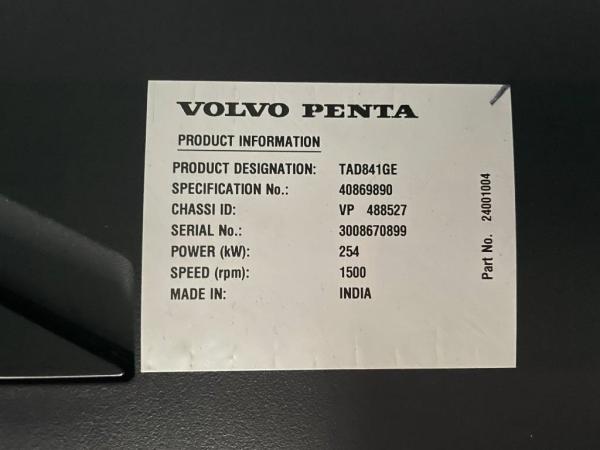 VOLVO PENTA
PRODUCT INFORMATION
PRODUCT DESIGNATION: TAD841GE
SPECIFICATION No.: 40869890
CHASSI ID: VP 488527
SERIAL No.: 3008670899
POWER (kW): 254
SPEED (rpm): 1500
MADE IN: INDIA
Part No. 24001004